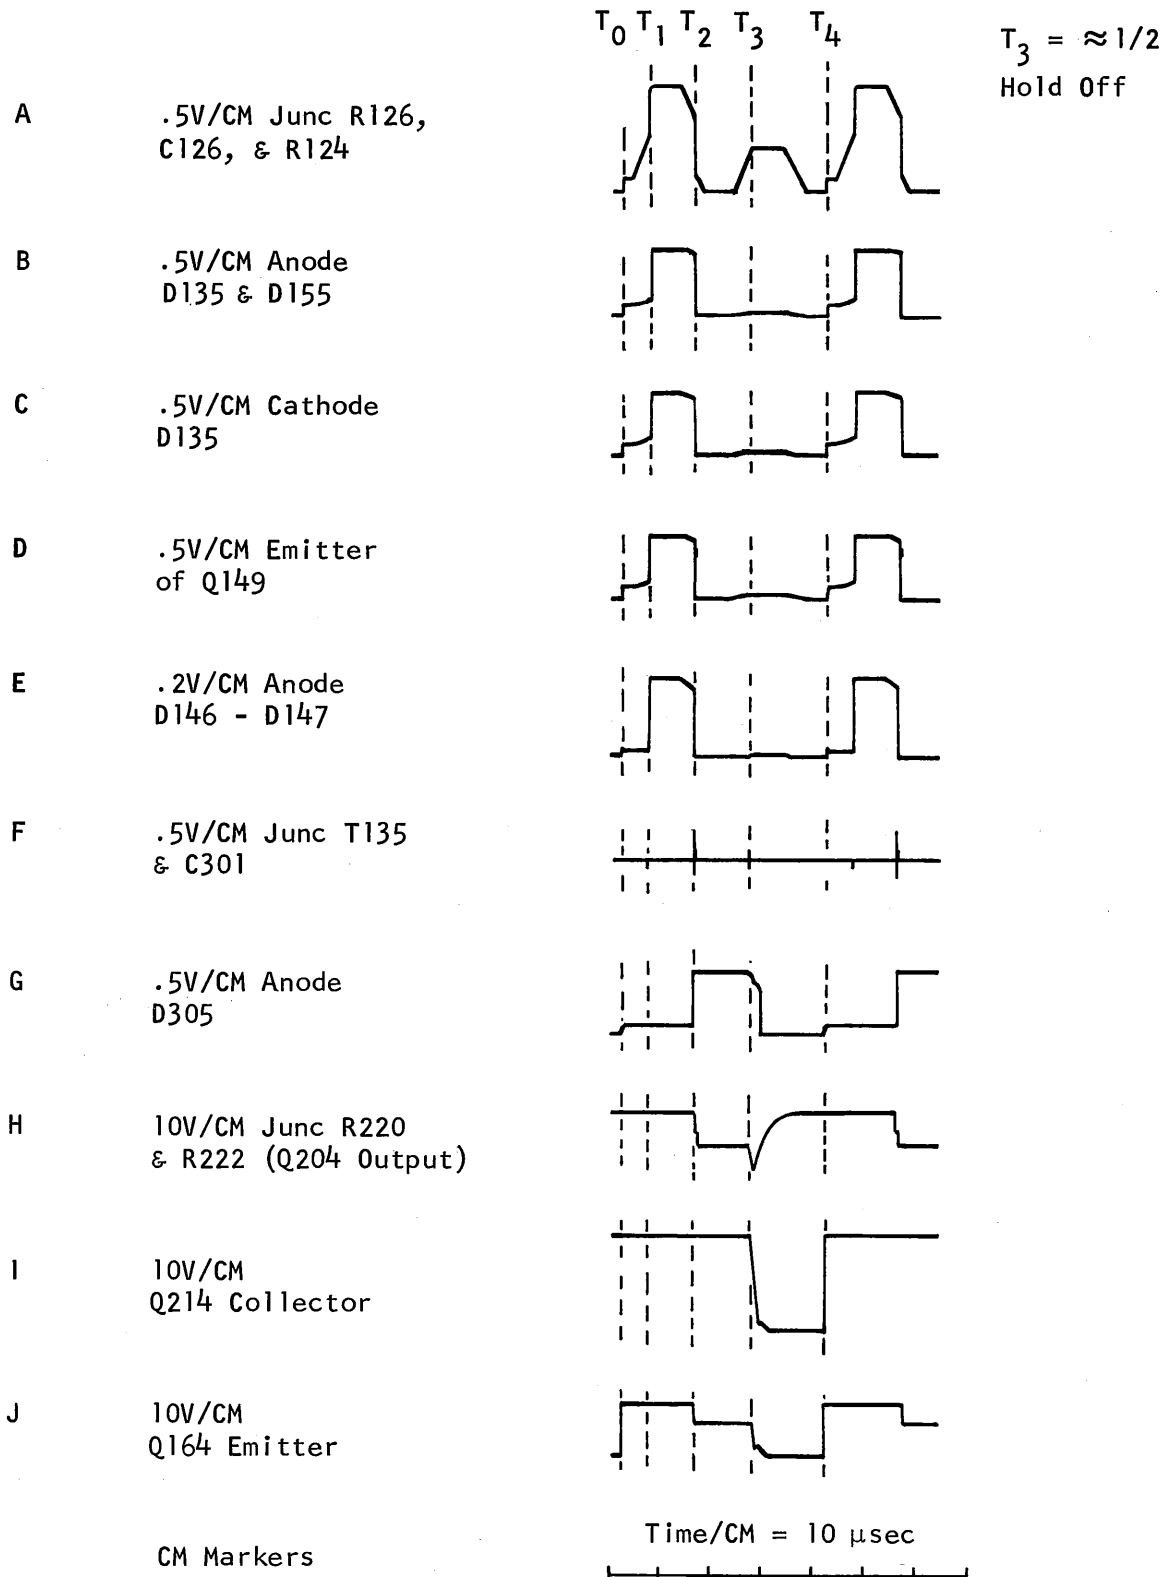 T0 T1 T2 T3 T4
T3 = ≈ 1/2
Hold Off
A .5V/CM Junc R126,
C126, & R124
B .5V/CM Anode
D135 & D155
C .5V/CM Cathode
D135
D .5V/CM Emitter
of Q149
E .2V/CM Anode
D146 - D147
F .5V/CM Junc T135
& C301
G .5V/CM Anode
D305
H 10V/CM Junc R220
& R222 (Q204 Output)
I 10V/CM
Q214 Collector
J 10V/CM
Q164 Emitter
Time/CM = 10 µsec
CM Markers